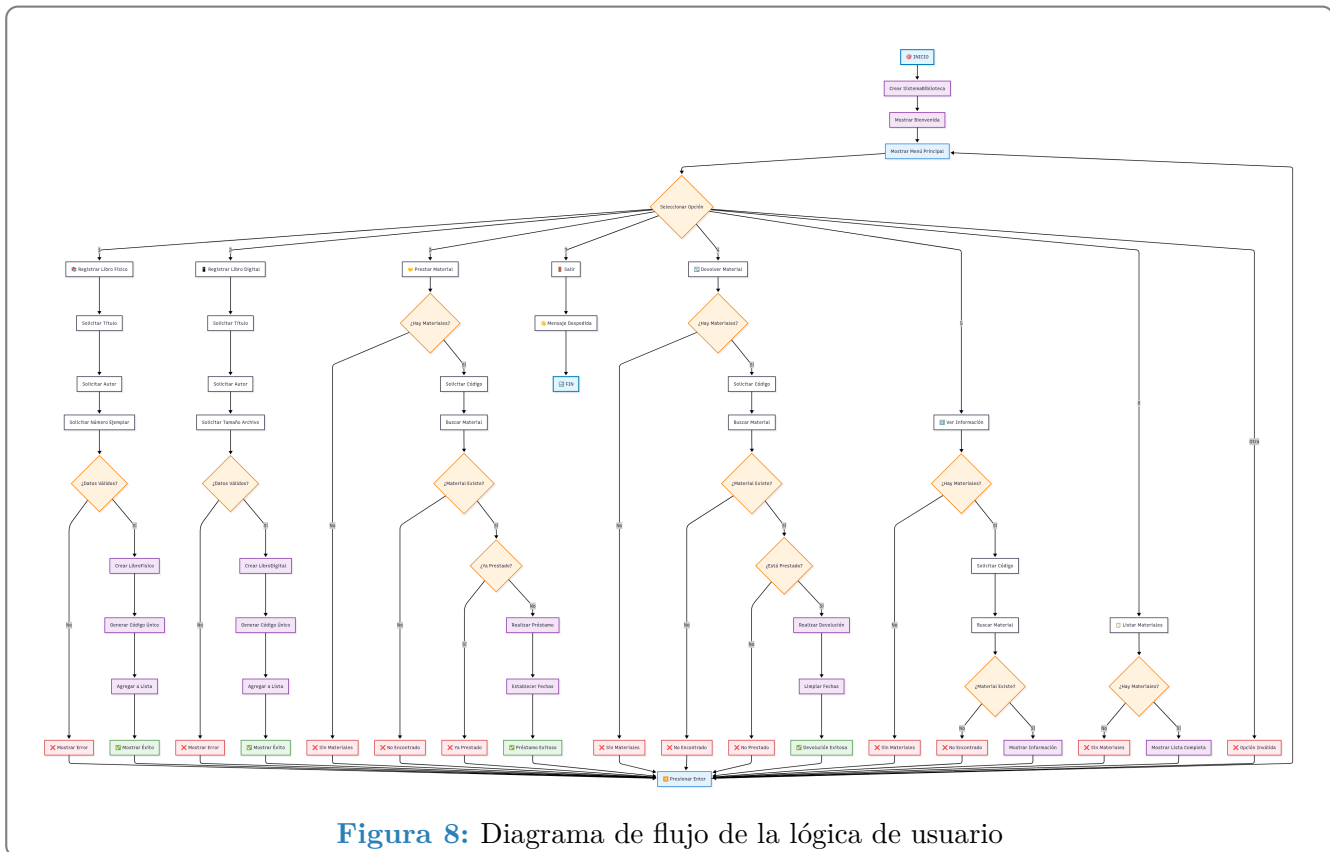 INICIO
Crear SistemaBiblioteca
Mostrar Bienvenida
Mostrar Menú Principal
Seleccionar Opción
Otra
Registrar Libro Físico
Registrar Libro Digital
Prestar Material
Salir
Devolver Material
Solicitar Título
Solicitar Título
¿Hay Materiales?
Mensaje Despedida
¿Hay Materiales?
Solicitar Autor
Solicitar Autor
Sí
Solicitar Código
FIN
Sí
Solicitar Código
Solicitar Número Ejemplar
Solicitar Tamaño Archivo
Buscar Material
Buscar Material
Ver Información
¿Datos Válidos?
¿Datos Válidos?
¿Material Existe?
¿Material Existe?
¿Hay Materiales?
Sí
Sí
No
Sí
No
Sí
Sí
Crear LibroFísico
Crear LibroDigital
¿Ya Prestado?
¿Está Prestado?
Solicitar Código
No
Sí
No
No
No
No
No
Generar Código Único
Generar Código Único
Realizar Préstamo
Realizar Devolución
Buscar Material
Listar Materiales
Sí
No
Agregar a Lista
Agregar a Lista
Establecer Fechas
Limpiar Fechas
¿Material Existe?
¿Hay Materiales?
No
Sí
No
Sí
Mostrar Error
Mostrar Éxito
Mostrar Error
Mostrar Éxito
Sin Materiales
No Encontrado
Ya Prestado
Préstamo Exitoso
Sin Materiales
No Encontrado
No Prestado
Devolución Exitosa
Sin Materiales
No Encontrado
Mostrar Información
Sin Materiales
Mostrar Lista Completa
Opción Inválida
Presionar Enter
Figura 8: Diagrama de flujo de la lógica de usuario